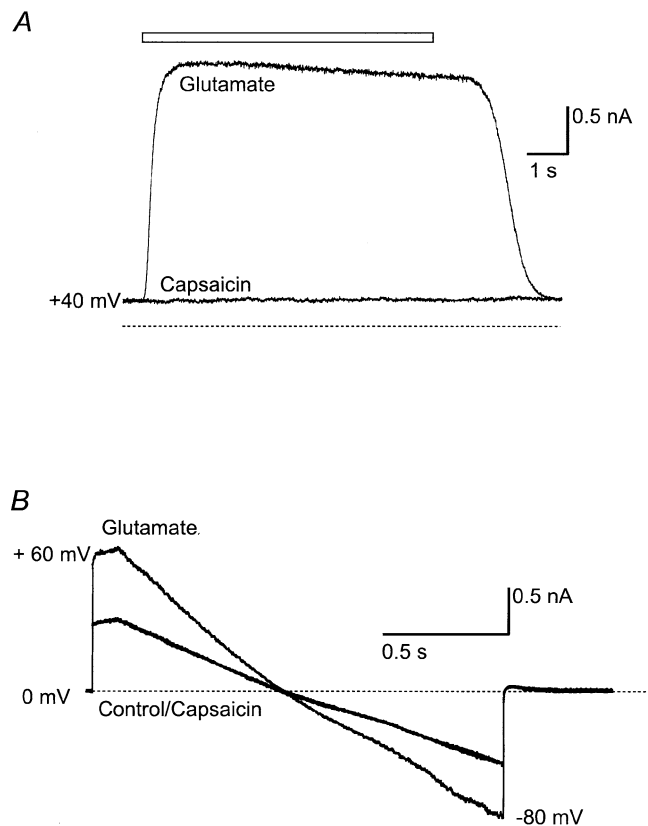 A
Glutamate
0.5 nA
1 s
Capsaicin
+40 mV
B
Glutamate
+ 60 mV
0.5 nA
0.5 s
0 mV
Control/Capsaicin
-80 mV